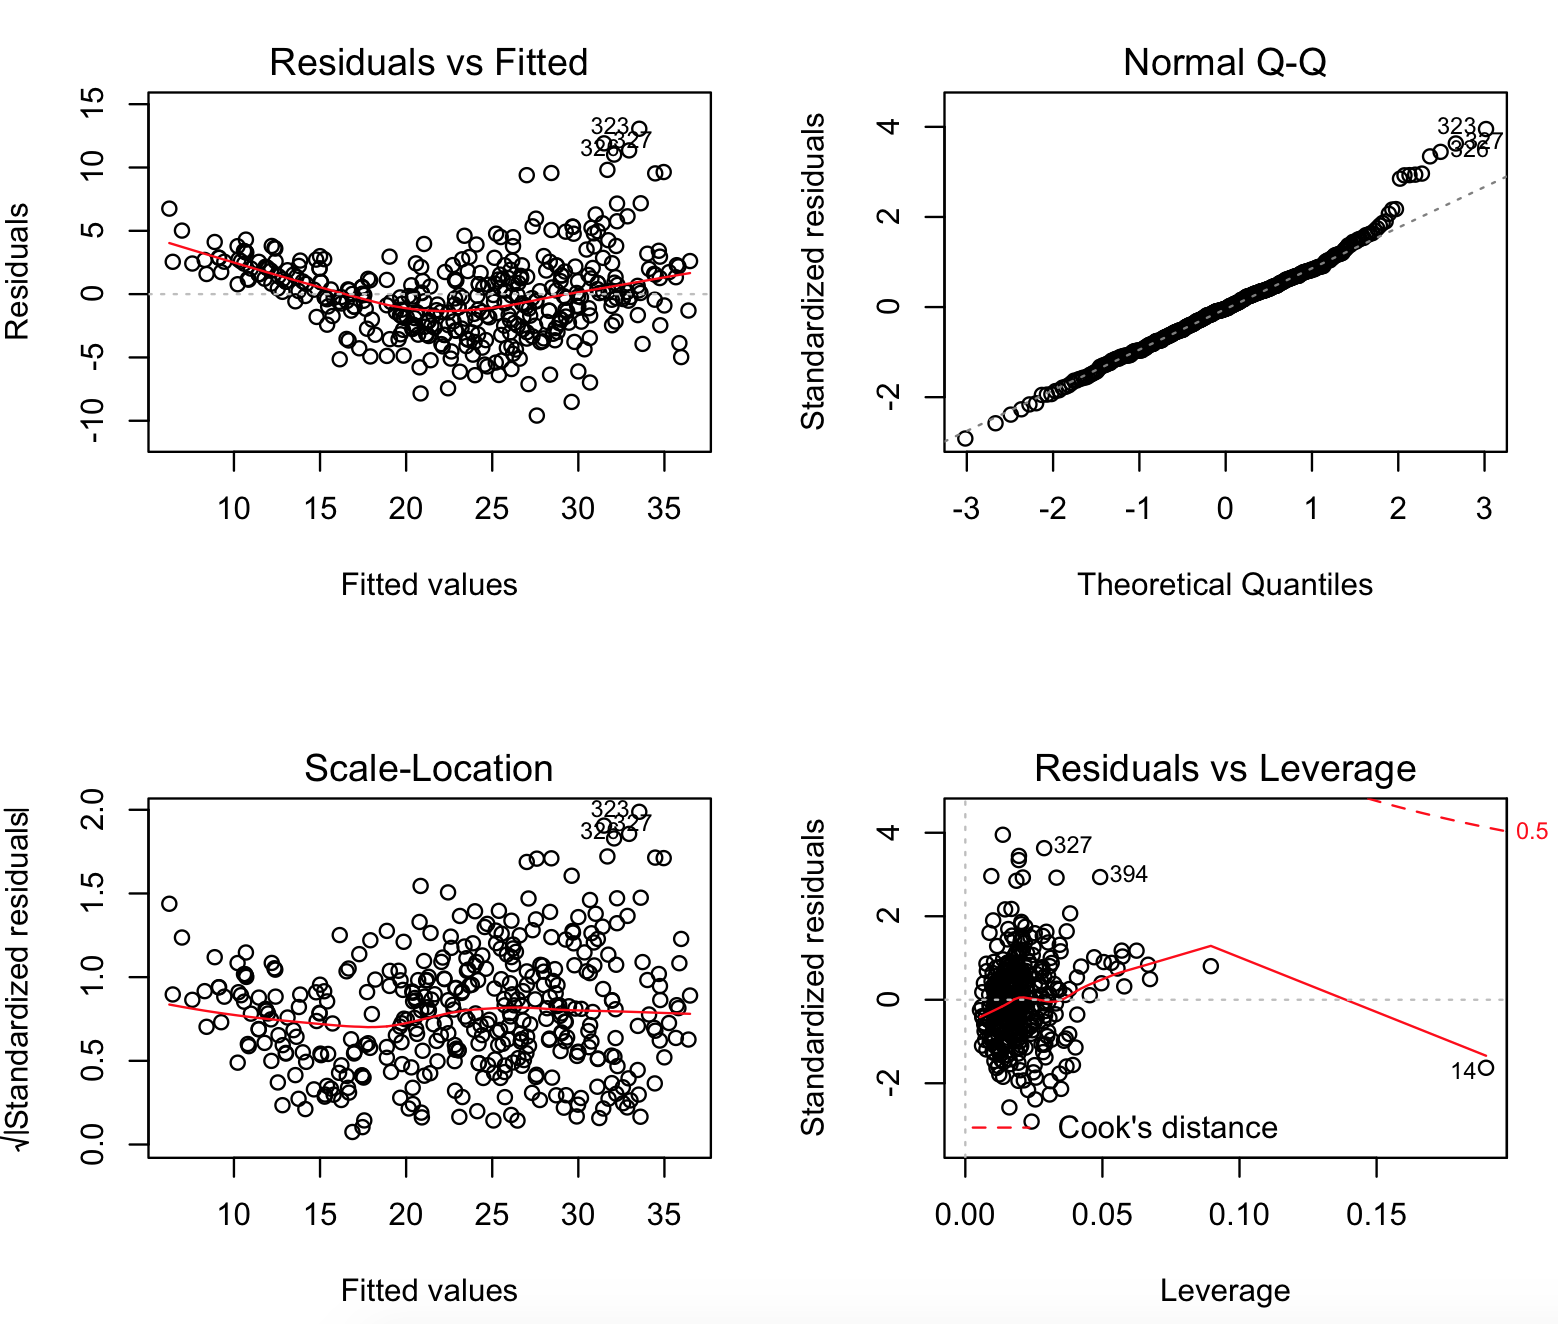 Residuals vs Fitted
Residuals
15
10
5
0
-5
-10
323
327
326
10 15 20 25 30 35
Fitted values
Normal Q-Q
Standardized residuals
4
2
0
-2
323
327
326
-3 -2 -1 0 1 2 3
Theoretical Quantiles
Scale-Location
√|Standardized residuals|
2.0
1.5
1.0
0.5
0.0
323
327
326
10 15 20 25 30 35
Fitted values
Residuals vs Leverage
Standardized residuals
4
2
0
-2
0.5
327
394
14
Cook's distance
0.00 0.05 0.10 0.15
Leverage